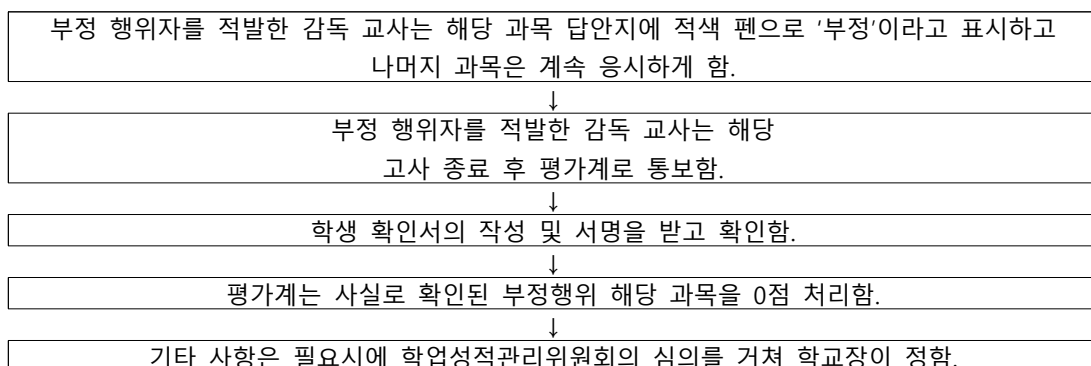 부정 행위자를 적발한 감독 교사는 해당 과목 답안지에 적색 펜으로 ‘부정’이라고 표시하고
나머지 과목은 계속 응시하게 함.
↓
부정 행위자를 적발한 감독 교사는 해당
고사 종료 후 평가계로 통보함.
↓
학생 확인서의 작성 및 서명을 받고 확인함.
↓
평가계는 사실로 확인된 부정행위 해당 과목을 0점 처리함.
↓
기타 사항은 필요시에 학업성적관리위원회의 심의를 거쳐 학교장이 정함.